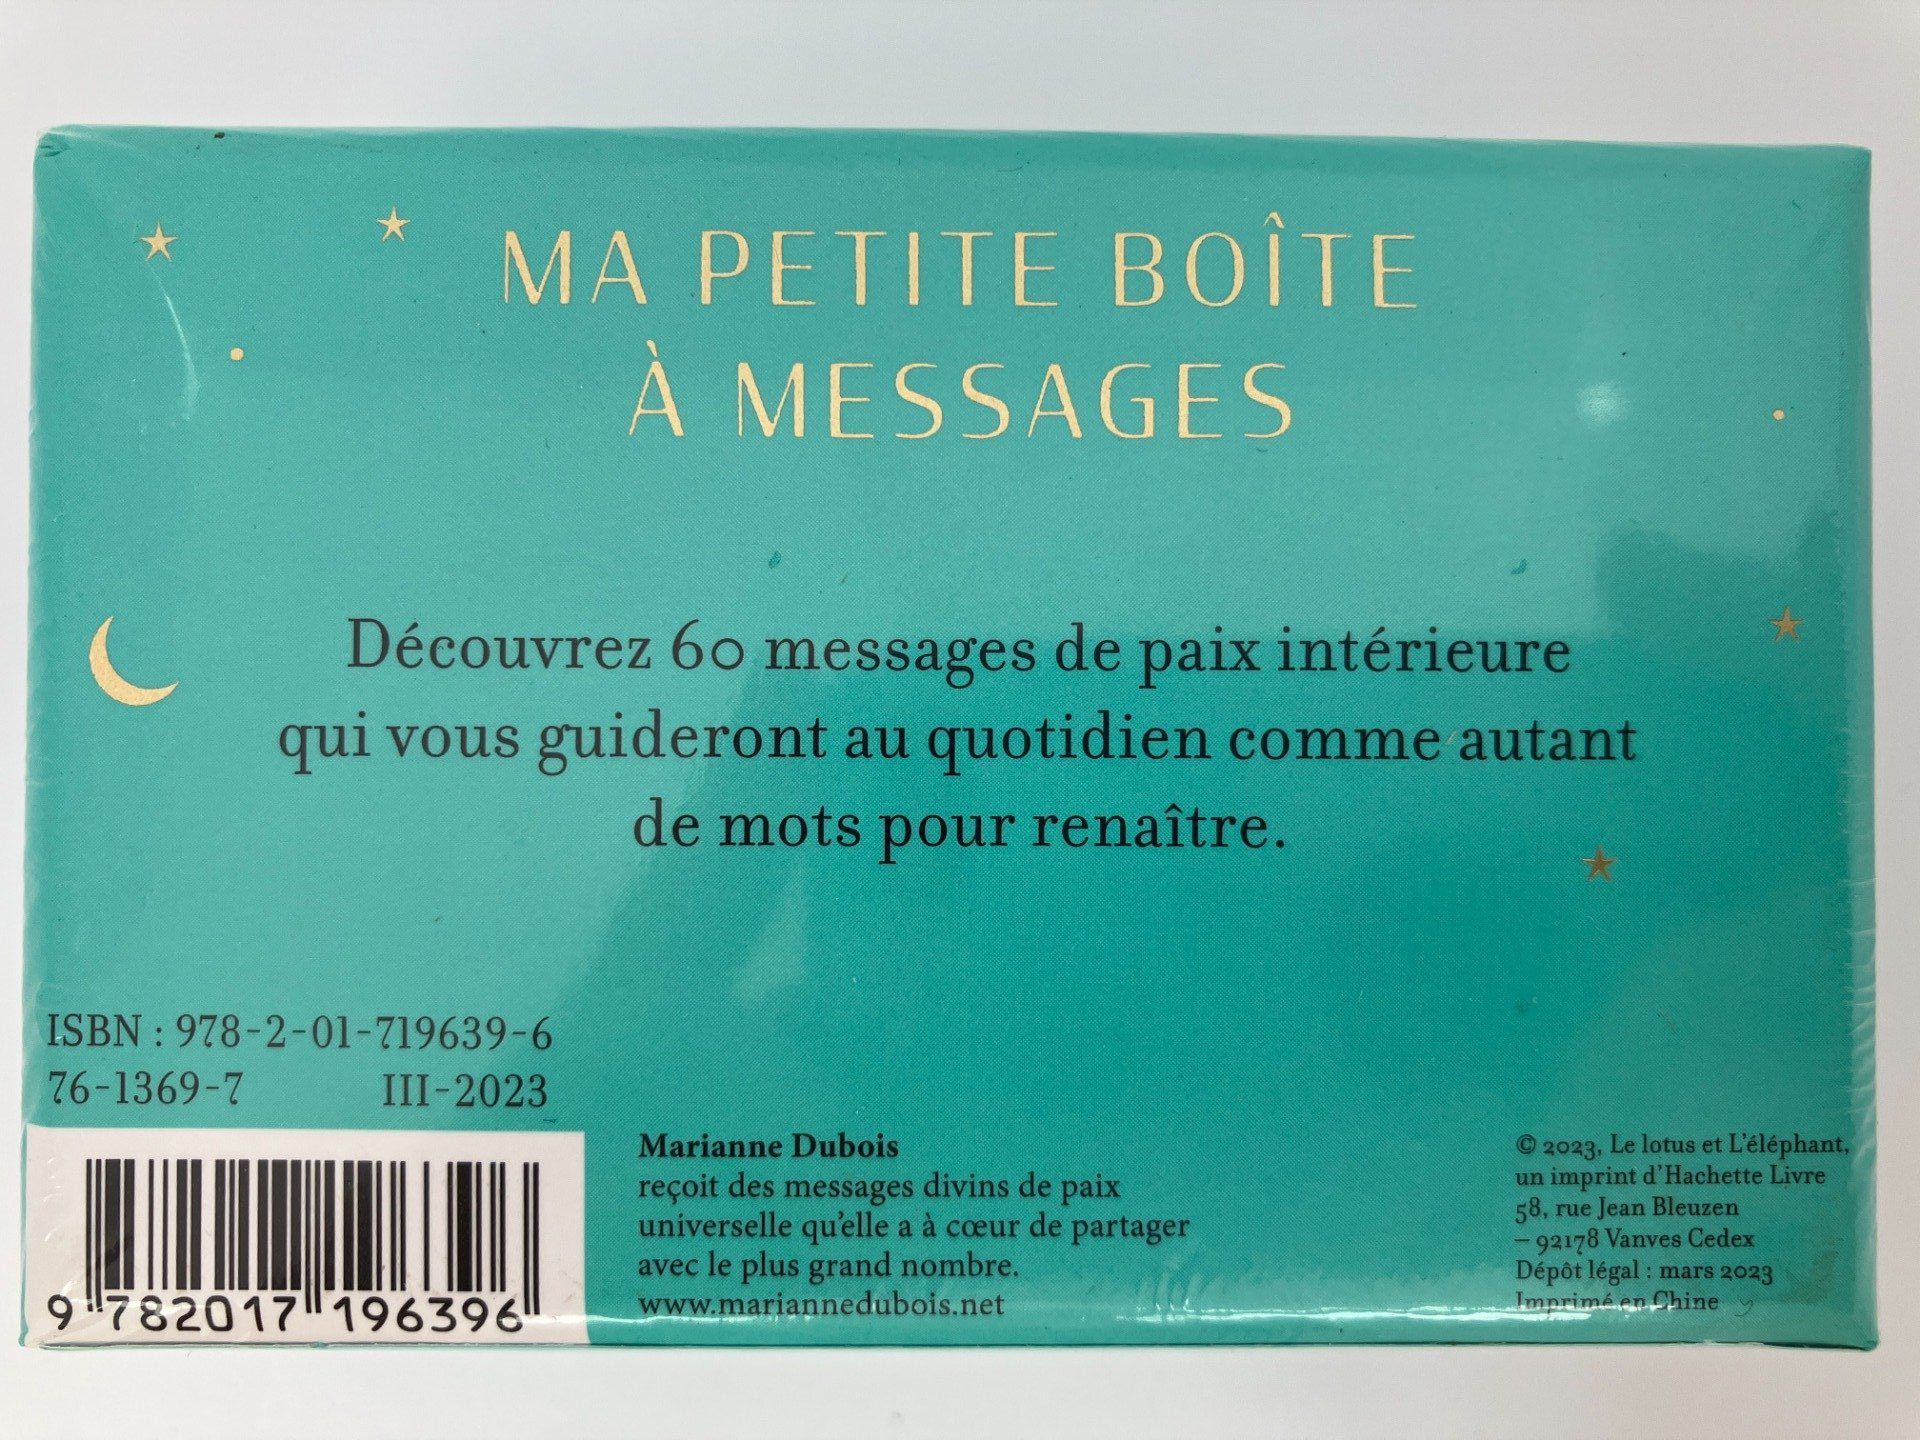 MA PETITE BOÎTE
À MESSAGES
Découvrez 60 messages de paix intérieure
qui vous guideront au quotidien comme autant
de mots pour renaître.
ISBN : 978-2-01-719639-6
76-1369-7 III-2023
9 782017 196396
Marianne Dubois
reçoit des messages divins de paix
universelle qu'elle a à cœur de partager
avec le plus grand nombre.
www.mariannedubois.net
© 2023, Le lotus et L'éléphant,
un imprint d'Hachette Livre
58, rue Jean Bleuzen
– 92178 Vanves Cedex
Dépôt légal : mars 2023
Imprimé en Chine